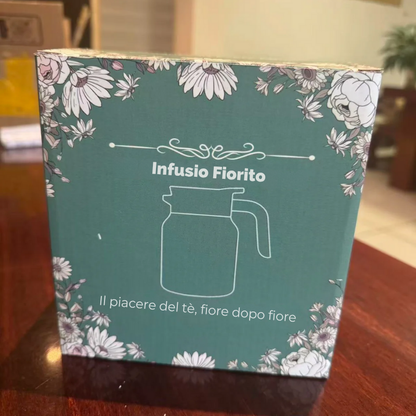 Infusio Fiorito
Il piacere del tè, fiore dopo fiore